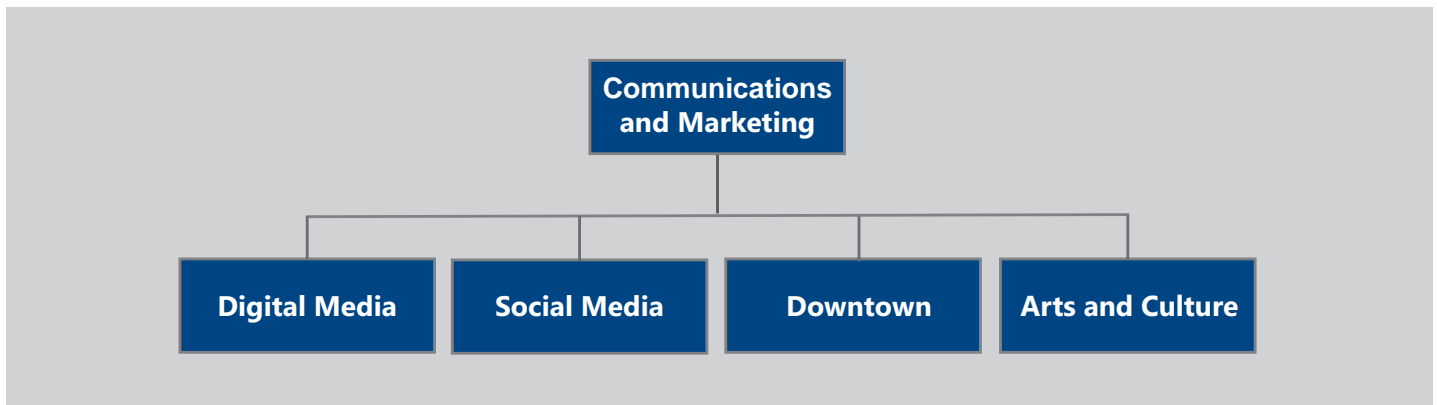 Communications
and Marketing
Digital Media
Social Media
Downtown
Arts and Culture